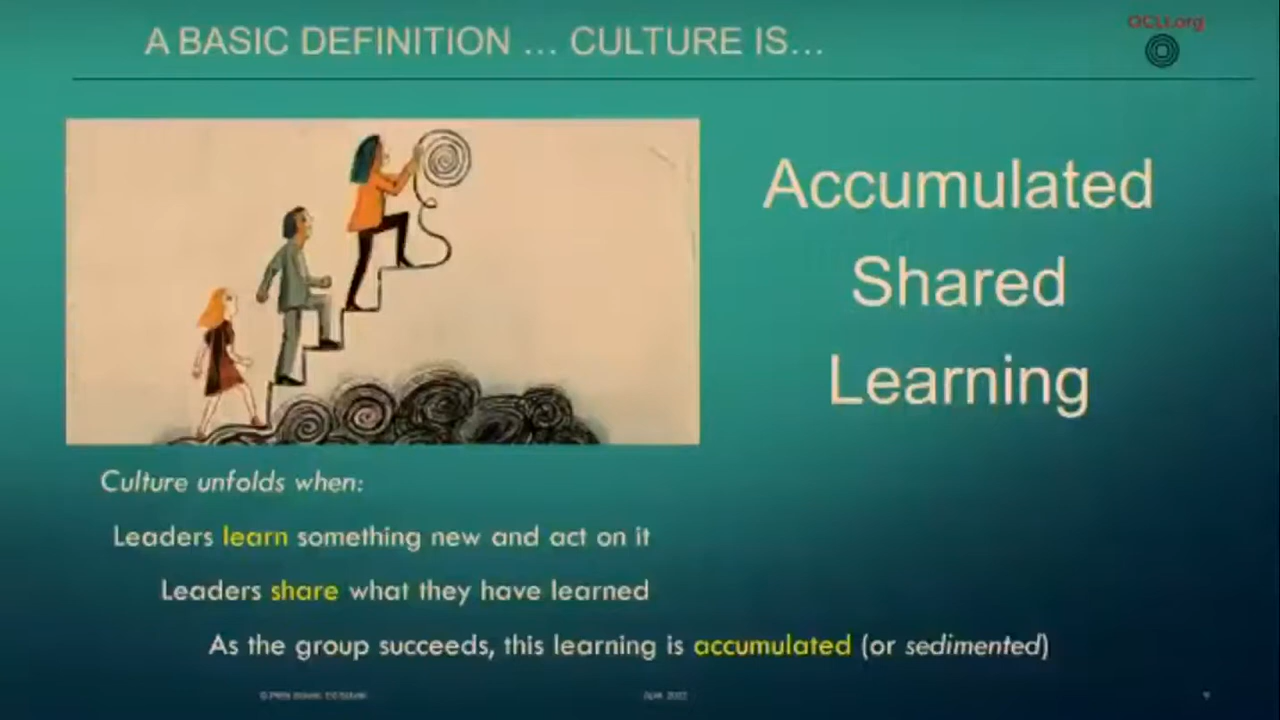 A BASIC DEFINITION ... CULTURE IS...
OCLI.org
Accumulated
Shared
Learning
Culture unfolds when:
Leaders learn something new and act on it
Leaders share what they have learned
As the group succeeds, this learning is accumulated (or sedimented)